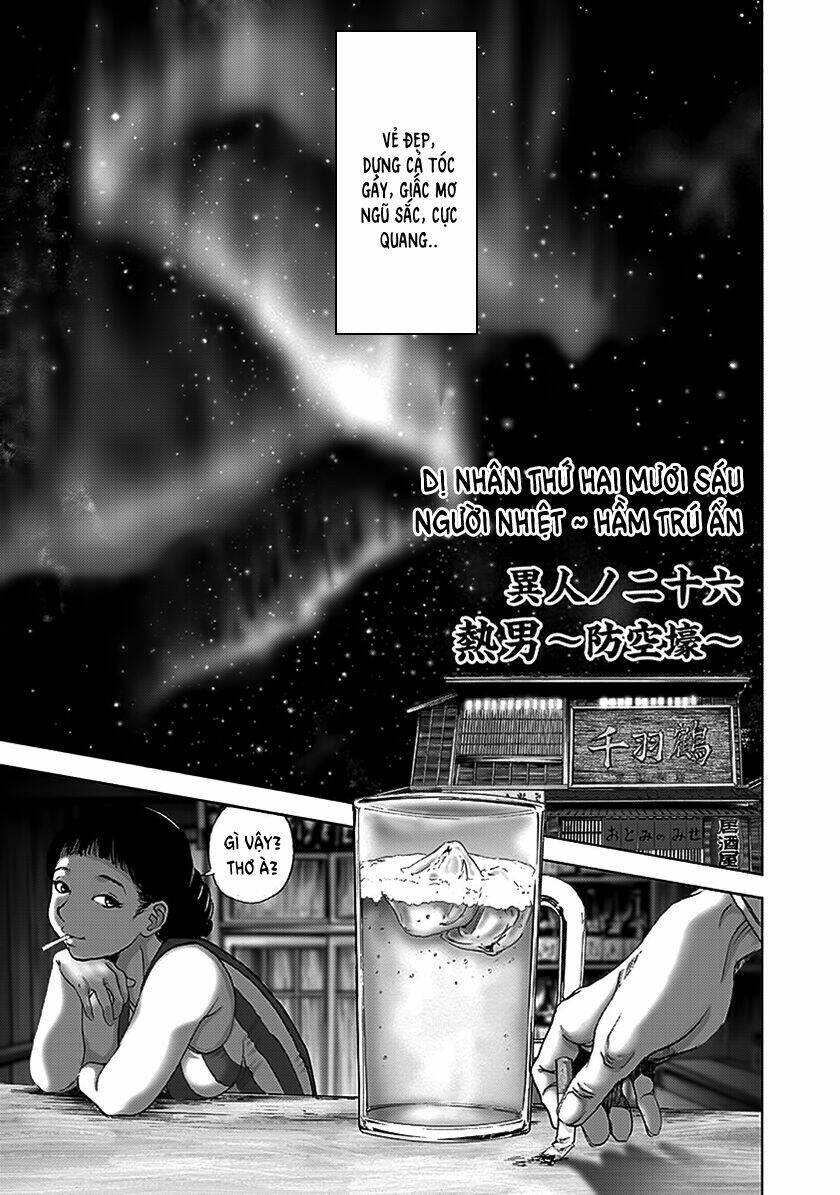 VẺ ĐẸP,
DỰNG CẢ TÓC
GÁY, GIẤC MƠ
NGŨ SẮC, CỰC
QUANG..
DỊ NHÂN THỨ HAI MƯƠI SÁU
NGƯỜI NHIỆT ~ HẦM TRÚ ẨN
異人ノ二十六
熱男～防空壕～
千羽鶴
おとみのみせ
居酒屋
GÌ VẬY?
THƠ À?